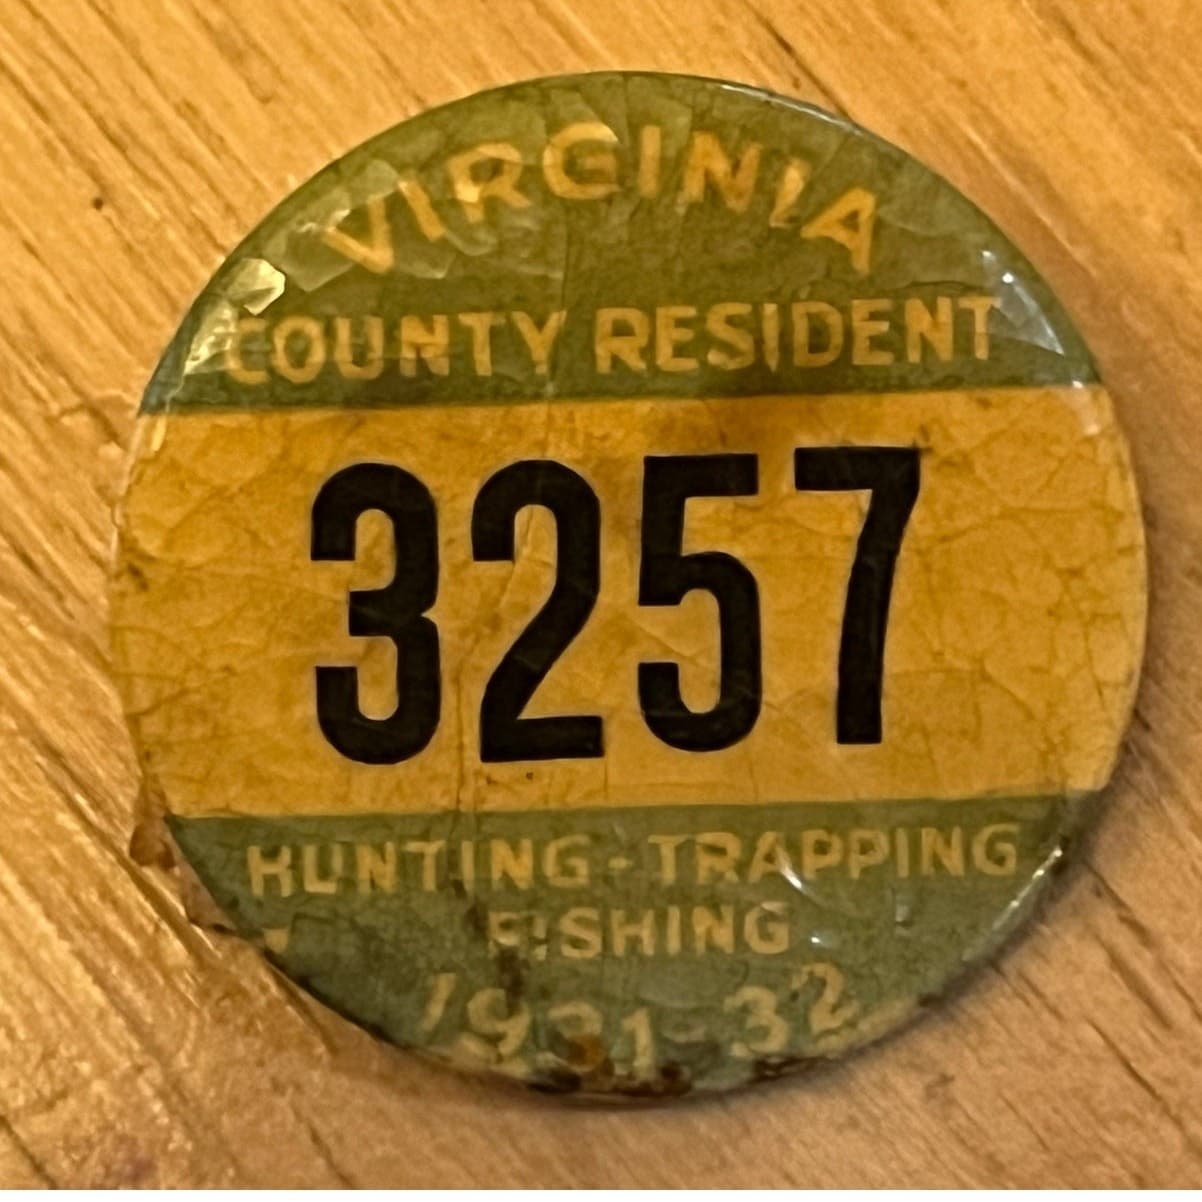 VIRGINIA
COUNTY RESIDENT
3257
HUNTING - TRAPPING
FISHING
1931-32